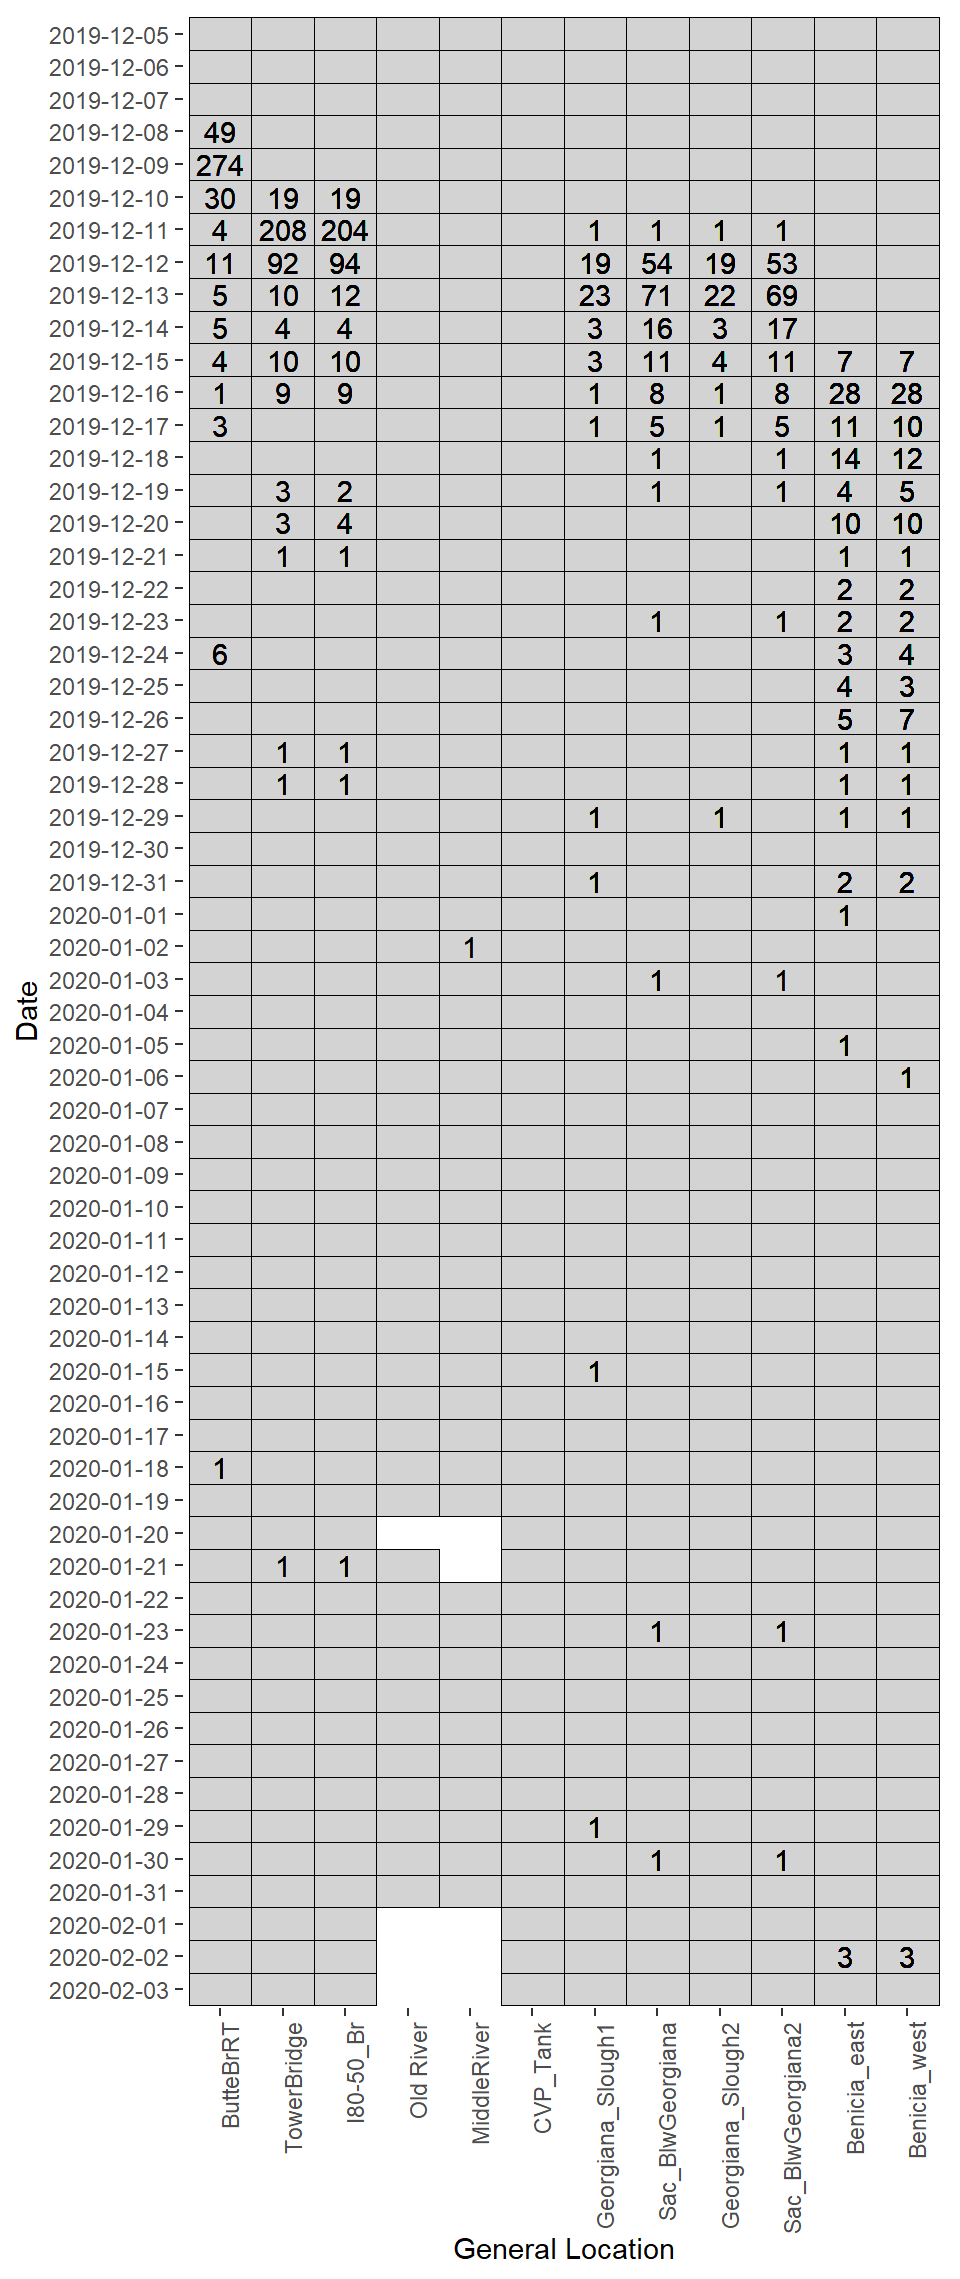 2019-12-05
2019-12-06
2019-12-07
2019-12-08 49
2019-12-09 274
2019-12-10 30 19 19
2019-12-11 4 208 204 1 1 1 1
2019-12-12 11 92 94 19 54 19 53
2019-12-13 5 10 12 23 71 22 69
2019-12-14 5 4 4 3 16 3 17
2019-12-15 4 10 10 3 11 4 11 7 7
2019-12-16 1 9 9 1 8 1 8 28 28
2019-12-17 3 1 5 1 5 11 10
2019-12-18 1 1 14 12
2019-12-19 3 2 1 1 4 5
2019-12-20 3 4 10 10
2019-12-21 1 1 1 1
2019-12-22 2 2
2019-12-23 1 1 2 2
2019-12-24 6 3 4
2019-12-25 4 3
2019-12-26 5 7
2019-12-27 1 1 1 1
2019-12-28 1 1 1 1
2019-12-29 1 1 1 1
2019-12-30
2019-12-31 1 2 2
2020-01-01 1
2020-01-02 1
2020-01-03 1 1
2020-01-04
2020-01-05 1
2020-01-06 1
2020-01-07
2020-01-08
2020-01-09
2020-01-10
2020-01-11
2020-01-12
2020-01-13
2020-01-14
2020-01-15 1
2020-01-16
2020-01-17
2020-01-18 1
2020-01-19
2020-01-20
2020-01-21 1 1
2020-01-22
2020-01-23 1 1
2020-01-24
2020-01-25
2020-01-26
2020-01-27
2020-01-28
2020-01-29 1
2020-01-30 1 1
2020-01-31
2020-02-01
2020-02-02 3 3
2020-02-03
Date
ButteBrRT
TowerBridge
I80-50_Br
Old River
MiddleRiver
CVP_Tank
Georgiana_Slough1
Sac_BlwGeorgiana
Georgiana_Slough2
Sac_BlwGeorgiana2
Benicia_east
Benicia_west
General Location